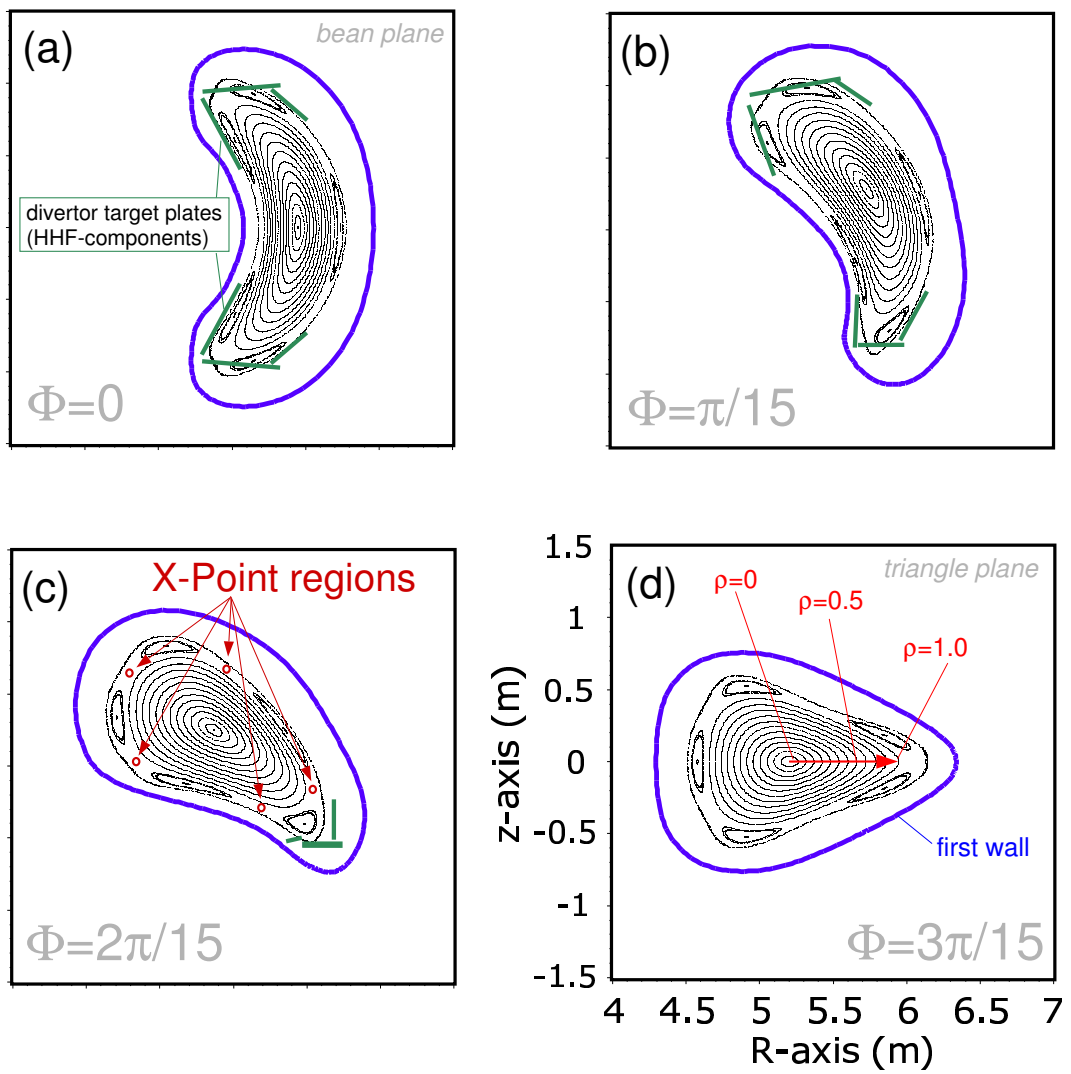 (a)
bean plane
divertor target plates
(HHF-components)
Φ=0
(b)
Φ=π/15
(c)
X-Point regions
Φ=2π/15
(d)
triangle plane
ρ=0
ρ=0.5
ρ=1.0
first wall
Φ=3π/15
z-axis (m)
1.5
1
0.5
0
-0.5
-1
-1.5
4 4.5 5 5.5 6 6.5 7
R-axis (m)